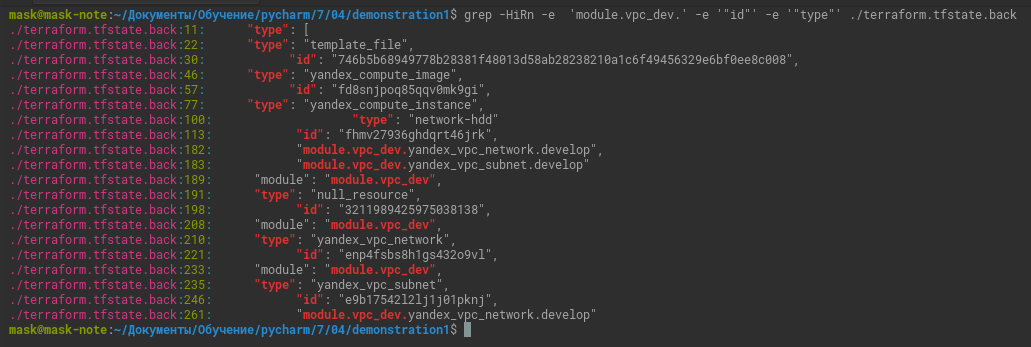 mask@mask-note:~/Документы/Обучение/pycharm/7/04/demonstration1$ grep -HiRn -e  'module.vpc_dev.' -e '"id"' -e '"type"' ./terraform.tfstate.back
./terraform.tfstate.back:11:      "type": [
./terraform.tfstate.back:22:      "type": "template_file",
./terraform.tfstate.back:30:            "id": "746b5b68949778b28381f48013d58ab28238210a1c6f49456329e6bf0ee8c008",
./terraform.tfstate.back:46:      "type": "yandex_compute_image",
./terraform.tfstate.back:57:            "id": "fd8snjpoq85qqv0mk9gi",
./terraform.tfstate.back:77:      "type": "yandex_compute_instance",
./terraform.tfstate.back:100:                    "type": "network-hdd"
./terraform.tfstate.back:113:            "id": "fhmv27936ghdqrt46jrk",
./terraform.tfstate.back:182:            "module.vpc_dev.yandex_vpc_network.develop",
./terraform.tfstate.back:183:            "module.vpc_dev.yandex_vpc_subnet.develop"
./terraform.tfstate.back:189:      "module": "module.vpc_dev",
./terraform.tfstate.back:191:      "type": "null_resource",
./terraform.tfstate.back:198:            "id": "3211989425975038138",
./terraform.tfstate.back:208:      "module": "module.vpc_dev",
./terraform.tfstate.back:210:      "type": "yandex_vpc_network",
./terraform.tfstate.back:221:            "id": "enp4fsbs8h1gs432o9vl",
./terraform.tfstate.back:233:      "module": "module.vpc_dev",
./terraform.tfstate.back:235:      "type": "yandex_vpc_subnet",
./terraform.tfstate.back:246:            "id": "e9b17542l2lj1j01pknj",
./terraform.tfstate.back:261:            "module.vpc_dev.yandex_vpc_network.develop"
mask@mask-note:~/Документы/Обучение/pycharm/7/04/demonstration1$